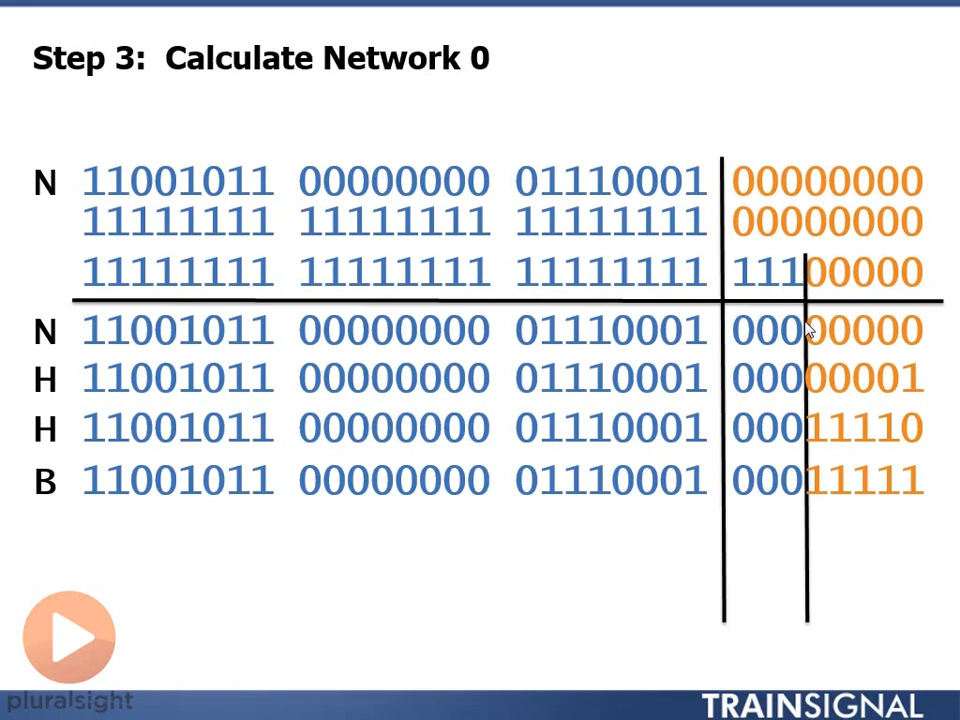 Step 3: Calculate Network 0
N 11001011 00000000 01110001 00000000
11111111 11111111 11111111 00000000
11111111 11111111 11111111 11100000
N 11001011 00000000 01110001 00000000
H 11001011 00000000 01110001 00000001
H 11001011 00000000 01110001 00011110
B 11001011 00000000 01110001 00011111
pluralsight
TRAINSIGNAL